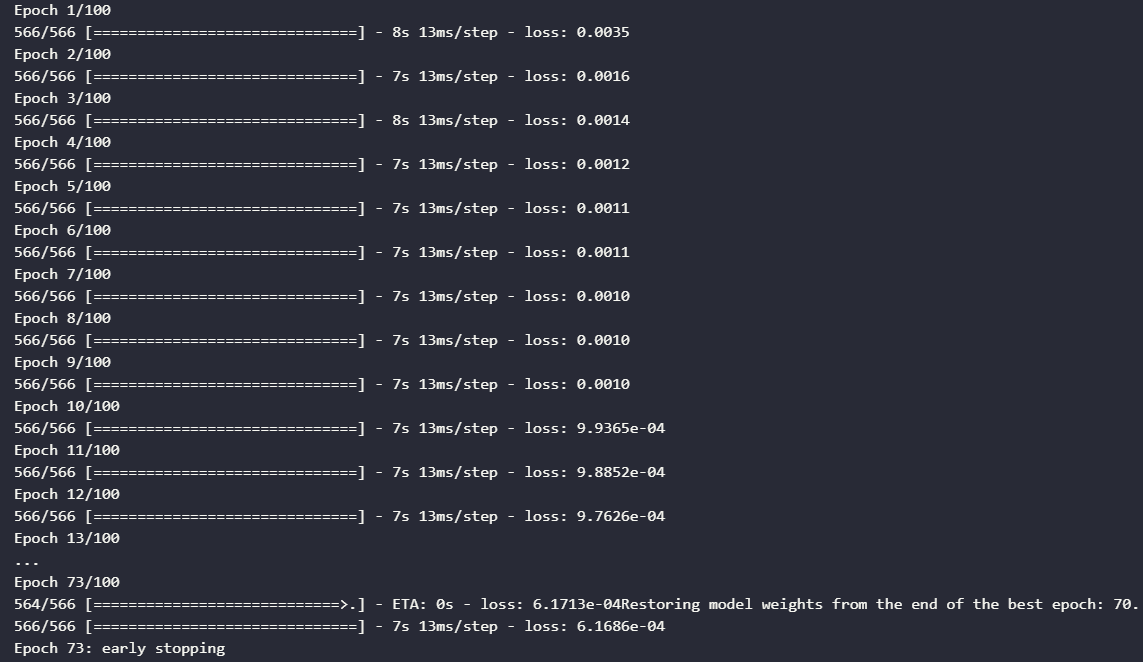 Epoch 1/100
566/566 [==============================] - 8s 13ms/step - loss: 0.0035
Epoch 2/100
566/566 [==============================] - 7s 13ms/step - loss: 0.0016
Epoch 3/100
566/566 [==============================] - 8s 13ms/step - loss: 0.0014
Epoch 4/100
566/566 [==============================] - 7s 13ms/step - loss: 0.0012
Epoch 5/100
566/566 [==============================] - 7s 13ms/step - loss: 0.0011
Epoch 6/100
566/566 [==============================] - 7s 13ms/step - loss: 0.0011
Epoch 7/100
566/566 [==============================] - 7s 13ms/step - loss: 0.0010
Epoch 8/100
566/566 [==============================] - 7s 13ms/step - loss: 0.0010
Epoch 9/100
566/566 [==============================] - 7s 13ms/step - loss: 0.0010
Epoch 10/100
566/566 [==============================] - 7s 13ms/step - loss: 9.9365e-04
Epoch 11/100
566/566 [==============================] - 7s 13ms/step - loss: 9.8852e-04
Epoch 12/100
566/566 [==============================] - 7s 13ms/step - loss: 9.7626e-04
Epoch 13/100
...
Epoch 73/100
564/566 [============================>.] - ETA: 0s - loss: 6.1713e-04Restoring model weights from the end of the best epoch: 70.
566/566 [==============================] - 7s 13ms/step - loss: 6.1686e-04
Epoch 73: early stopping